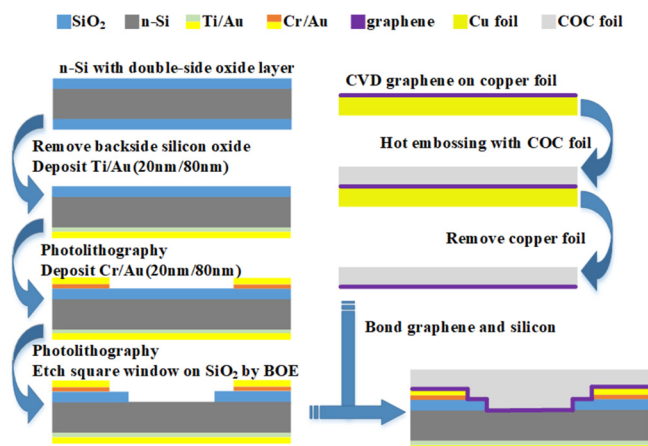 SiO₂ n-Si Ti/Au Cr/Au graphene Cu foil COC foil
n-Si with double-side oxide layer
Remove backside silicon oxide
Deposit Ti/Au(20nm/80nm)
Photolithography
Deposit Cr/Au(20nm/80nm)
Photolithography
Etch square window on SiO₂ by BOE
CVD graphene on copper foil
Hot embossing with COC foil
Remove copper foil
Bond graphene and silicon